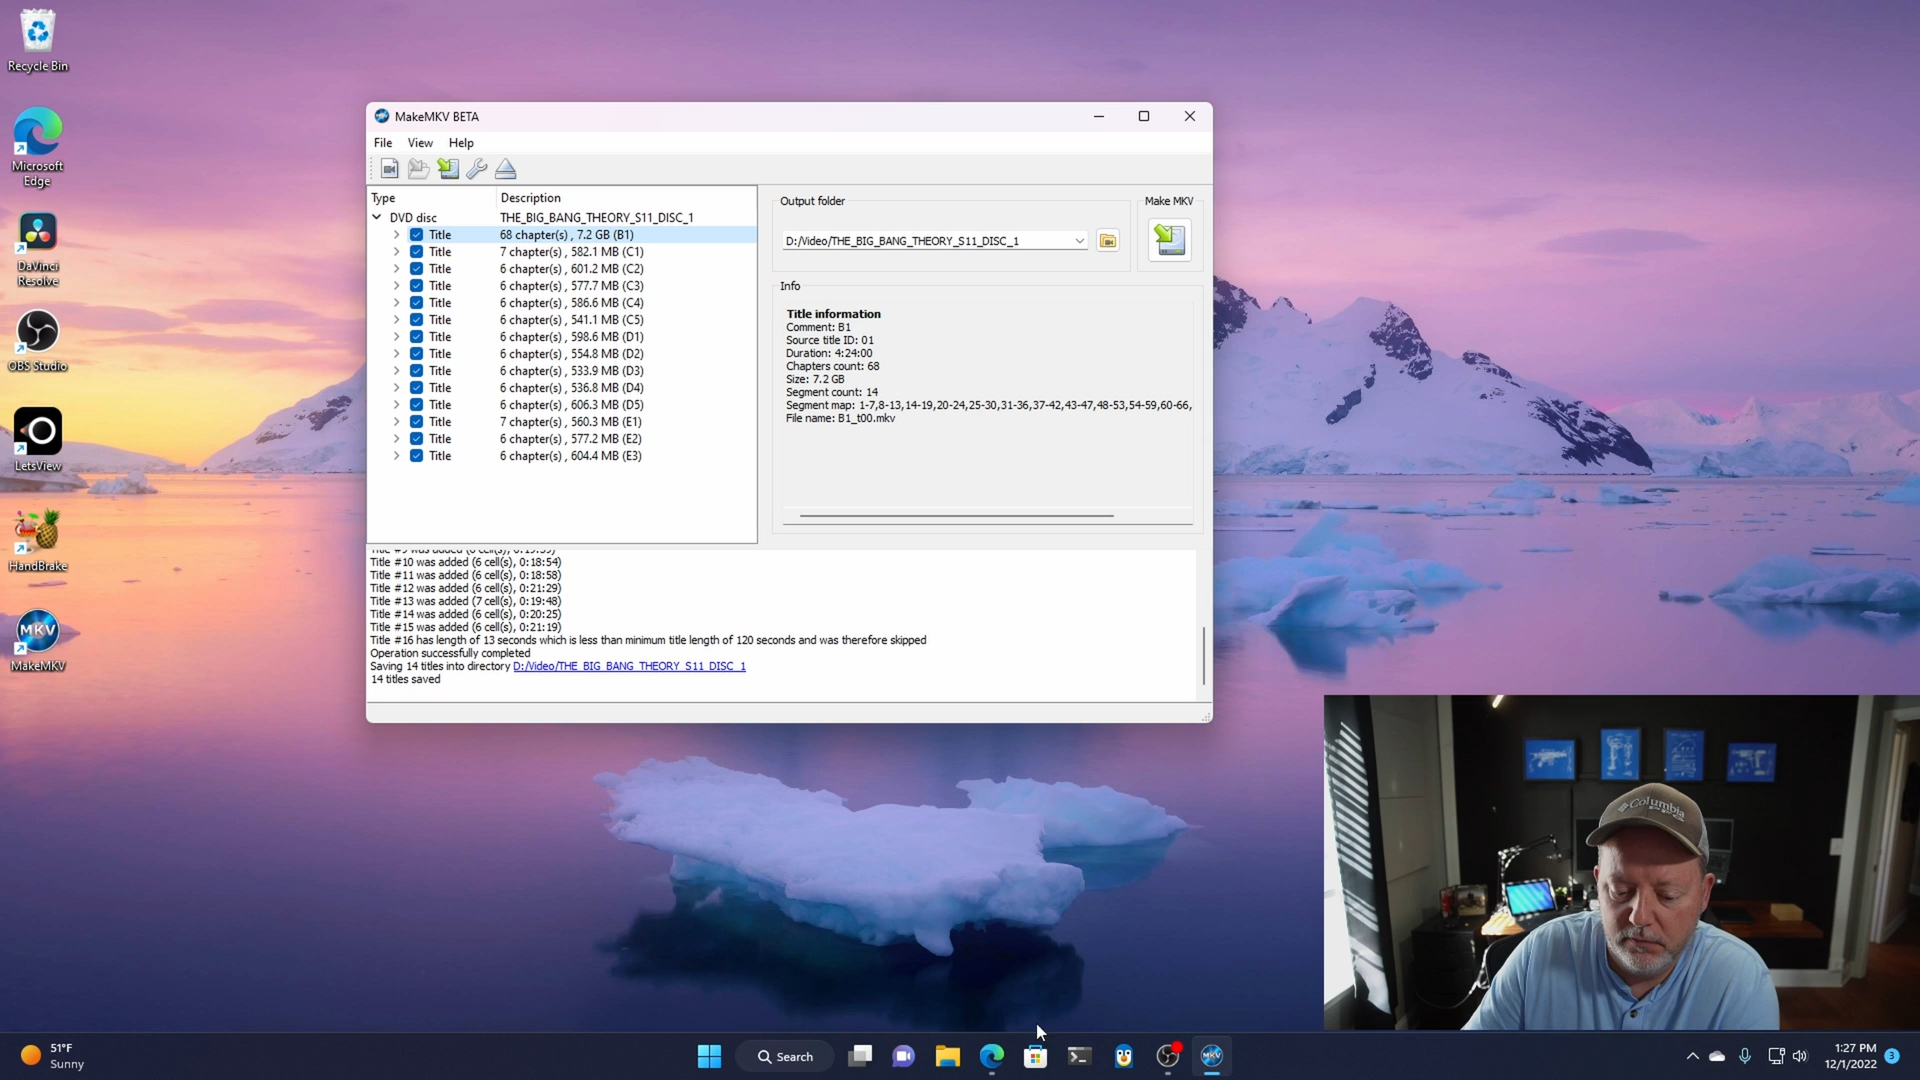 Recycle Bin
Microsoft
Edge
DaVinci
Resolve
OBS Studio
LetsView
HandBrake
MKV
MakeMKV
MakeMKV BETA
File View Help
Type Description
DVD disc THE_BIG_BANG_THEORY_S11_DISC_1
Title 68 chapter(s) , 7.2 GB (B1)
Title 7 chapter(s) , 582.1 MB (C1)
Title 6 chapter(s) , 601.2 MB (C2)
Title 6 chapter(s) , 577.7 MB (C3)
Title 6 chapter(s) , 586.6 MB (C4)
Title 6 chapter(s) , 541.1 MB (C5)
Title 6 chapter(s) , 598.6 MB (D1)
Title 6 chapter(s) , 554.8 MB (D2)
Title 6 chapter(s) , 533.9 MB (D3)
Title 6 chapter(s) , 536.8 MB (D4)
Title 6 chapter(s) , 606.3 MB (D5)
Title 7 chapter(s) , 560.3 MB (E1)
Title 6 chapter(s) , 577.2 MB (E2)
Title 6 chapter(s) , 604.4 MB (E3)
Output folder
D:/Video/THE_BIG_BANG_THEORY_S11_DISC_1
Make MKV
Info
Title information
Comment: B1
Source title ID: 01
Duration: 4:24:00
Chapters count: 68
Size: 7.2 GB
Segment count: 14
Segment map: 1-7,8-13,14-19,20-24,25-30,31-36,37-42,43-47,48-53,54-59,60-66,
File name: B1_t00.mkv
Title #9 was added (6 cell(s), 0:19:59)
Title #10 was added (6 cell(s), 0:18:54)
Title #11 was added (6 cell(s), 0:18:58)
Title #12 was added (6 cell(s), 0:21:29)
Title #13 was added (7 cell(s), 0:19:48)
Title #14 was added (6 cell(s), 0:20:25)
Title #15 was added (6 cell(s), 0:21:19)
Title #16 has length of 13 seconds which is less than minimum title length of 120 seconds and was therefore skipped
Operation successfully completed
Saving 14 titles into directory D:/Video/THE_BIG_BANG_THEORY_S11_DISC_1
14 titles saved
Columbia
51°F
Sunny
Search
MKV
1:27 PM
12/1/2022
3